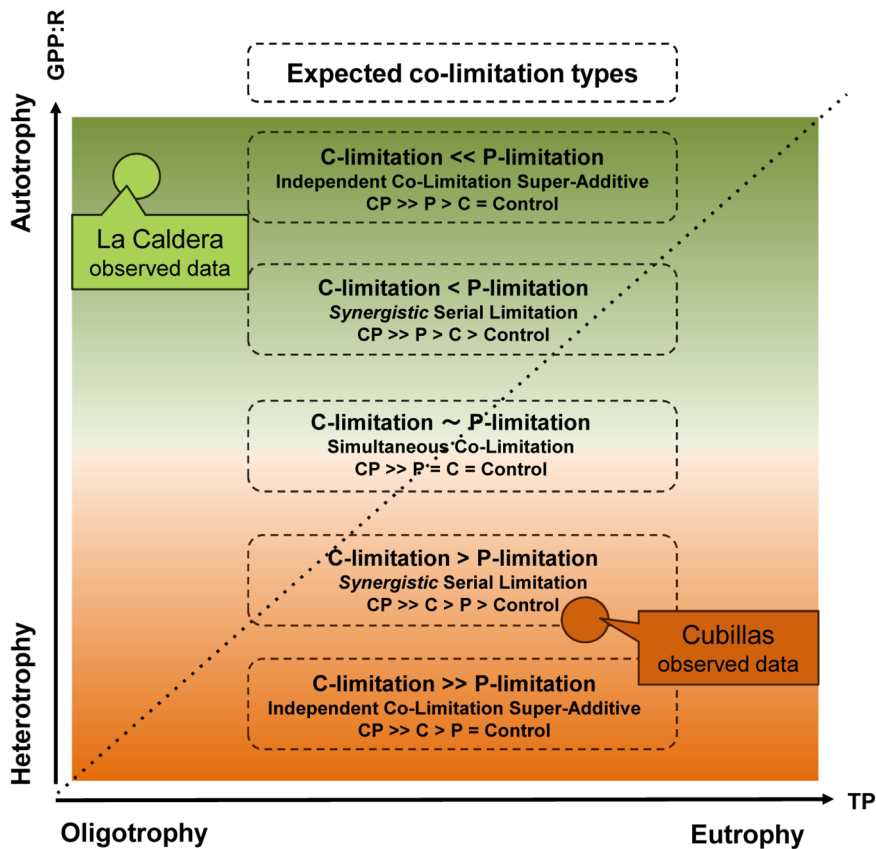 GPP:R
Autotrophy
Expected co-limitation types
C-limitation << P-limitation
Independent Co-Limitation Super-Additive
CP >> P > C = Control
La Caldera
observed data
C-limitation < P-limitation
Synergistic Serial Limitation
CP >> P > C > Control
C-limitation ~ P-limitation
Simultaneous Co-Limitation
CP >> P = C = Control
C-limitation > P-limitation
Synergistic Serial Limitation
CP >> C > P > Control
Cubillas
observed data
C-limitation >> P-limitation
Independent Co-Limitation Super-Additive
CP >> C > P = Control
Heterotrophy
TP
Oligotrophy
Eutrophy